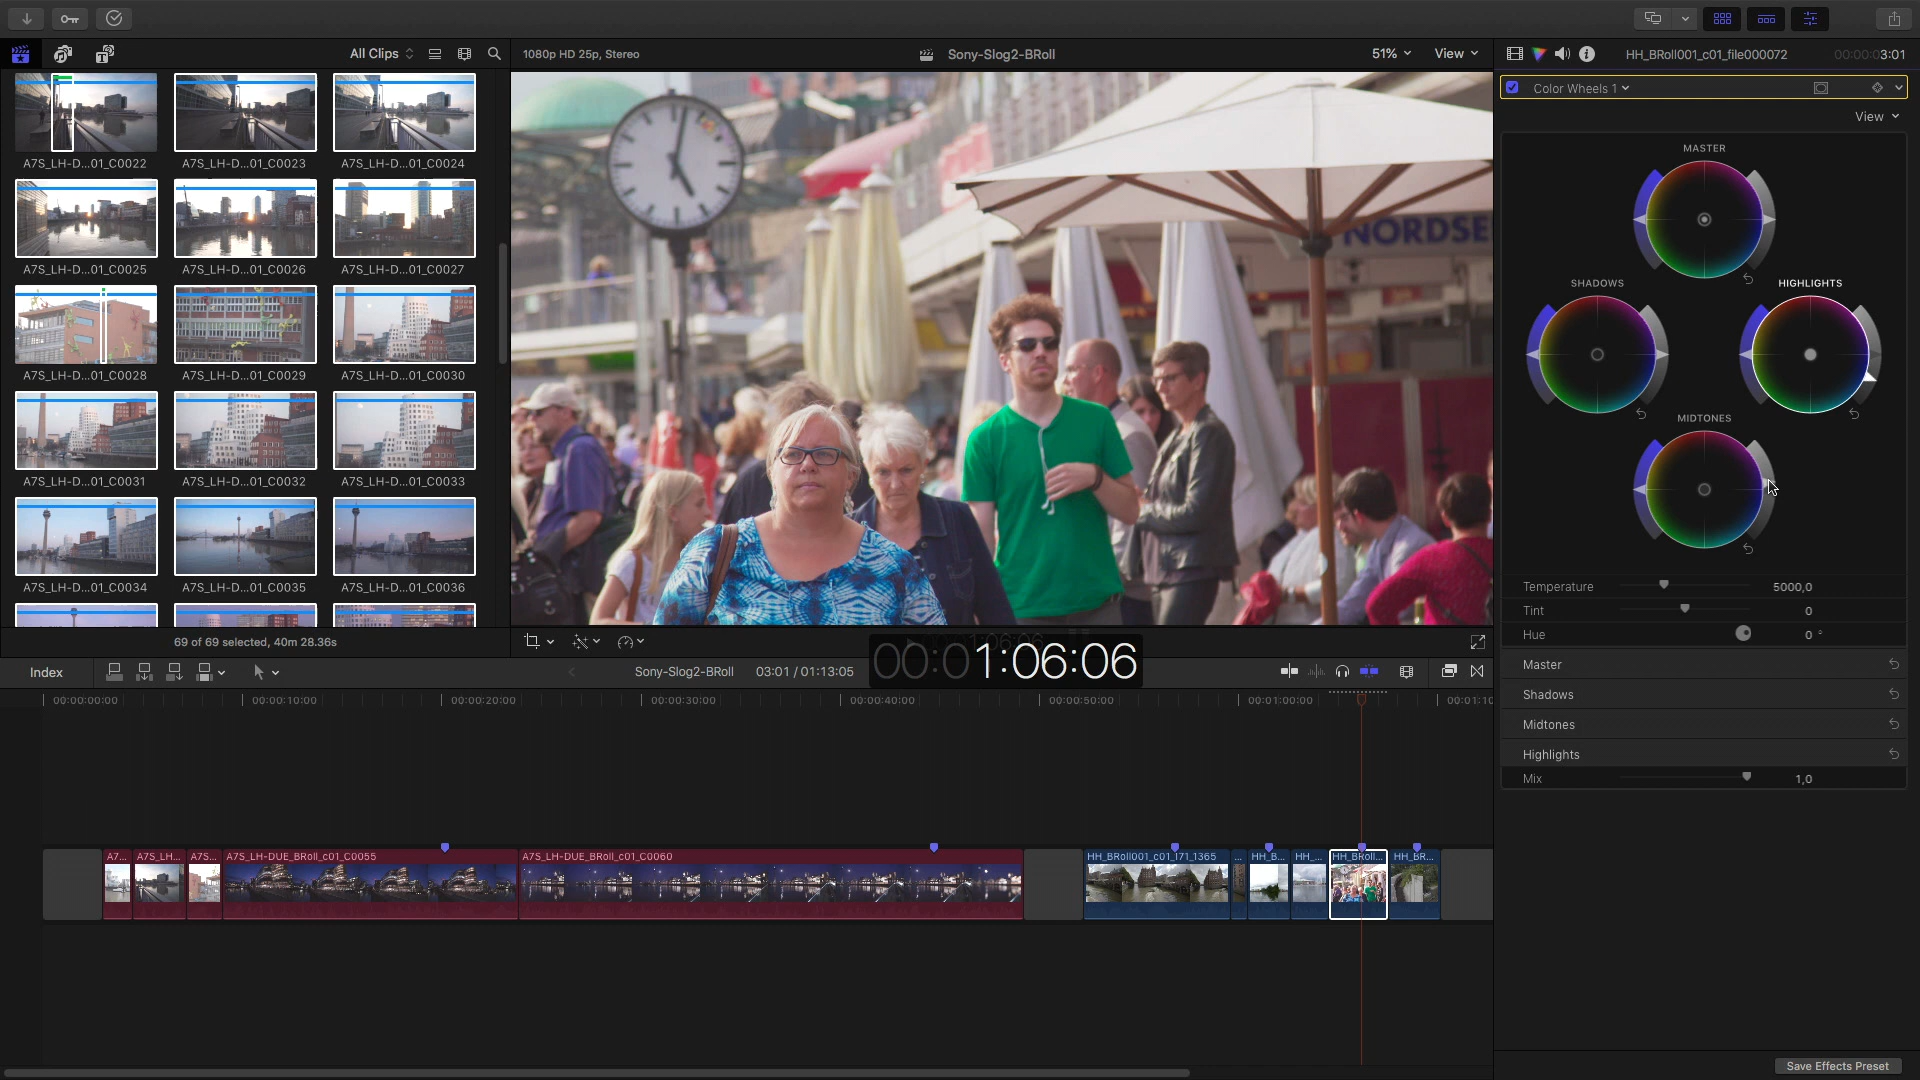 All Clips
1080p HD 25p, Stereo
Sony-Slog2-BRoll
51%
View
HH_BRoll001_c01_file000072
00:00:03:01
Color Wheels 1
View
MASTER
A7S_LH-D...01_C0022
A7S_LH-D...01_C0023
A7S_LH-D...01_C0024
NORDSE
A7S_LH-D...01_C0025
A7S_LH-D...01_C0026
A7S_LH-D...01_C0027
SHADOWS
HIGHLIGHTS
A7S_LH-D...01_C0028
A7S_LH-D...01_C0029
A7S_LH-D...01_C0030
MIDTONES
A7S_LH-D...01_C0031
A7S_LH-D...01_C0032
A7S_LH-D...01_C0033
A7S_LH-D...01_C0034
A7S_LH-D...01_C0035
A7S_LH-D...01_C0036
Temperature
5000,0
Tint
0
Hue
0 °
69 of 69 selected, 40m 28.36s
Index
Sony-Slog2-BRoll
03:01 / 01:13:05
00:01:06:06
Master
Shadows
Midtones
Highlights
Mix
1,0
00:00:00:00
00:00:10:00
00:00:20:00
00:00:30:00
00:00:40:00
00:00:50:00
00:01:00:00
00:01:10
A7...
A7S_LH...
A7S...
A7S_LH-DUE_BRoll_c01_C0055
A7S_LH-DUE_BRoll_c01_C0060
HH_BRoll001_c01_171_1365
...
HH_B...
HH_...
HH_BRoll...
HH_BR...
Save Effects Preset